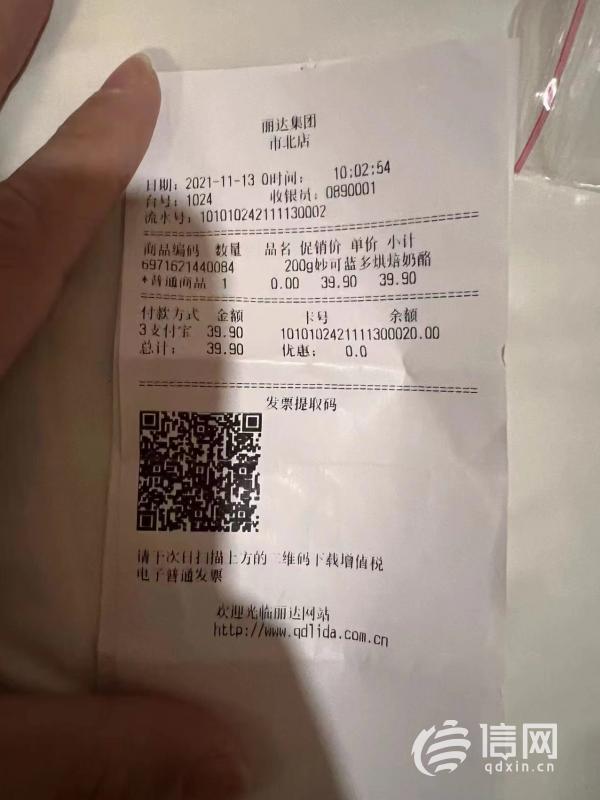 丽达集团
市北店
日期：2021-11-13 0时间： 10:02:54
台号：1024 收银员：0890001
流水号：101010242111130002
商品编码 数量 品名 促销价 单价 小计
6971621440084 200g妙可蓝多烘焙奶酪
*普通商品 1 0.00 39.90 39.90
付款方式 金额 卡号 余额
3支付宝 39.90 1010102421111300020.00
总计： 39.90 优惠： 0.0
发票提取码
请于次日扫描上方的二维码下载增值税
电子普通发票
欢迎光临丽达网站
http://www.qdlida.com.cn
信网
qdxin.cn